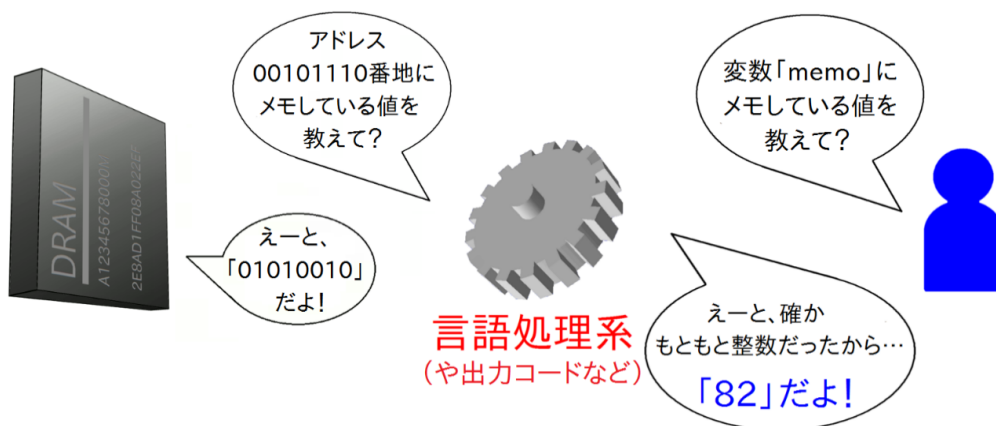 アドレス
00101110番地に
メモしている値を
教えて?
変数「memo」に
メモしている値を
教えて?
DRAM
A12345678000M
2E8AD1FF08A022EF
えーと、
「01010010」
だよ!
言語処理系
(や出力コードなど)
えーと、確か
もともと整数だったから…
「82」だよ!